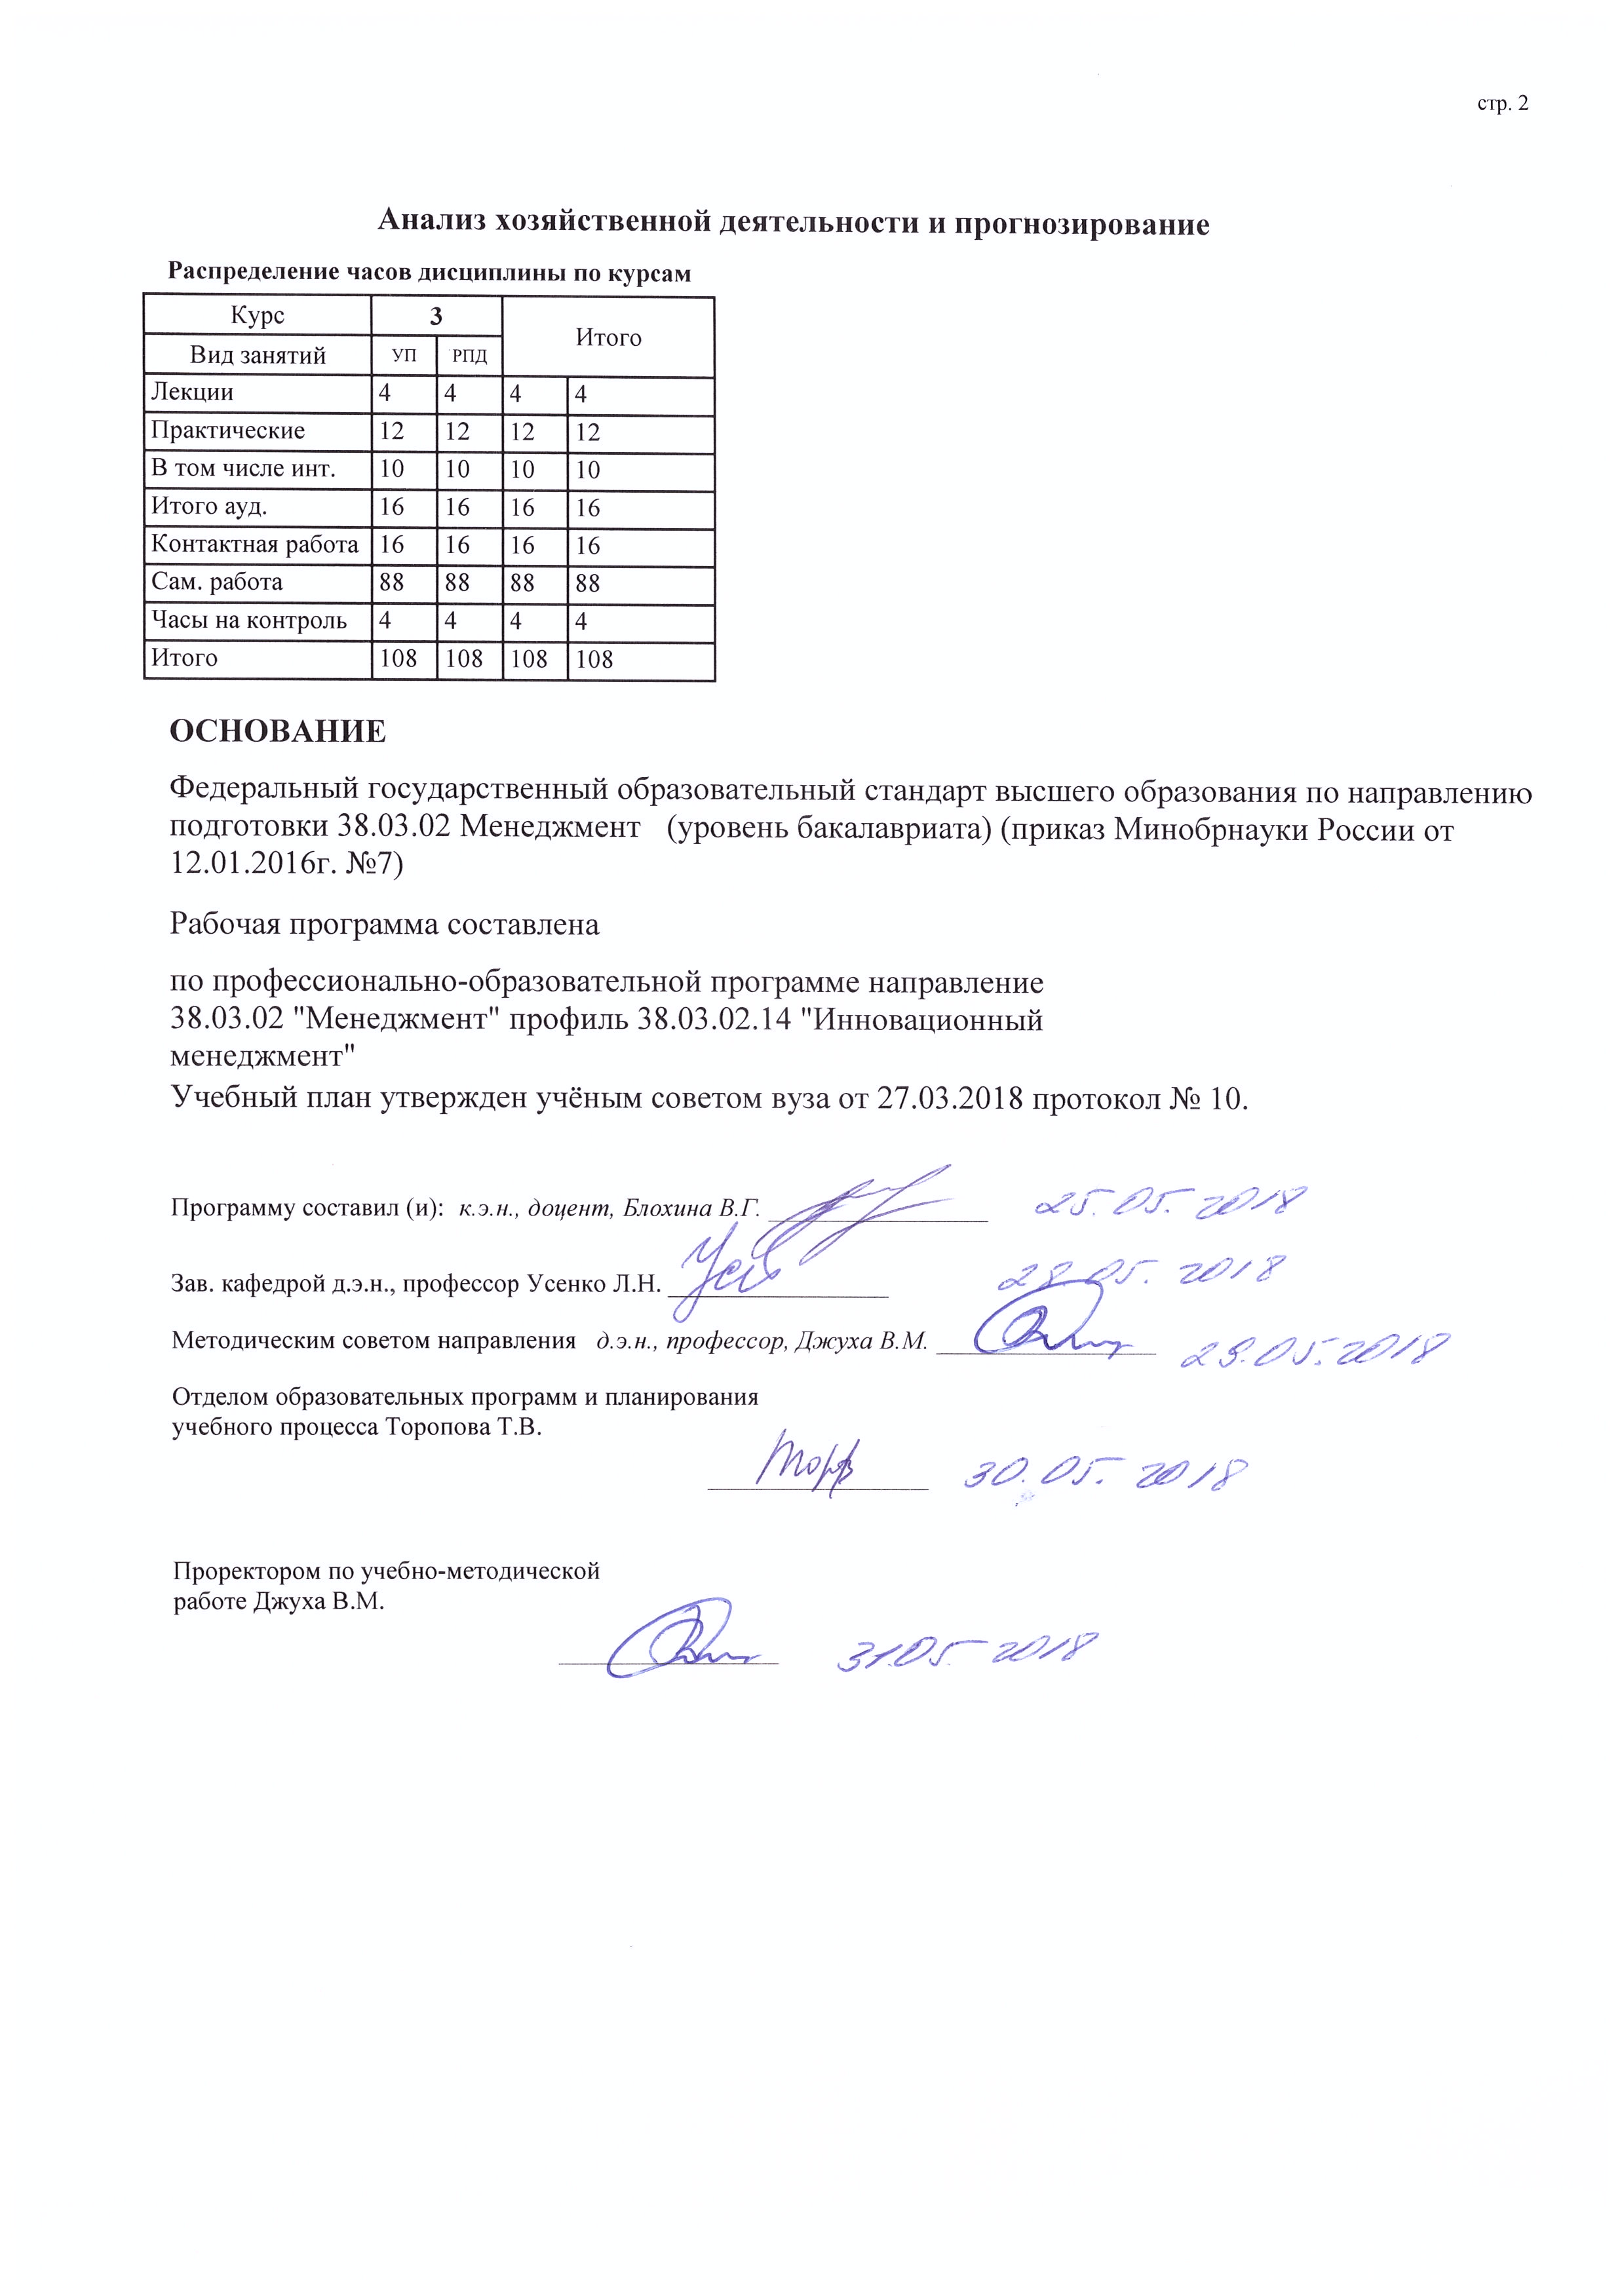 стр. 2
Анализ хозяйственной деятельности и прогнозирование
Распределение часов дисциплины по курсам
Курс 3 Итого
Вид занятий УП РПД
Лекции 4 4 4 4
Практические 12 12 12 12
В том числе инт. 10 10 10 10
Итого ауд. 16 16 16 16
Контактная работа 16 16 16 16
Сам. работа 88 88 88 88
Часы на контроль 4 4 4 4
Итого 108 108 108 108
ОСНОВАНИЕ
Федеральный государственный образовательный стандарт высшего образования по направлению
подготовки 38.03.02 Менеджмент (уровень бакалавриата) (приказ Минобрнауки России от
12.01.2016г. №7)
Рабочая программа составлена
по профессионально-образовательной программе направление
38.03.02 "Менеджмент" профиль 38.03.02.14 "Инновационный
менеджмент"
Учебный план утвержден учёным советом вуза от 27.03.2018 протокол № 10.
Программу составил (и): к.э.н., доцент, Блохина В.Г. 25.05.2018
Зав. кафедрой д.э.н., профессор Усенко Л.Н. 28.05.2018
Методическим советом направления д.э.н., профессор, Джуха В.М. 29.05.2018
Отделом образовательных программ и планирования
учебного процесса Торопова Т.В.
30.05.2018
Проректором по учебно-методической
работе Джуха В.М.
31.05.2018